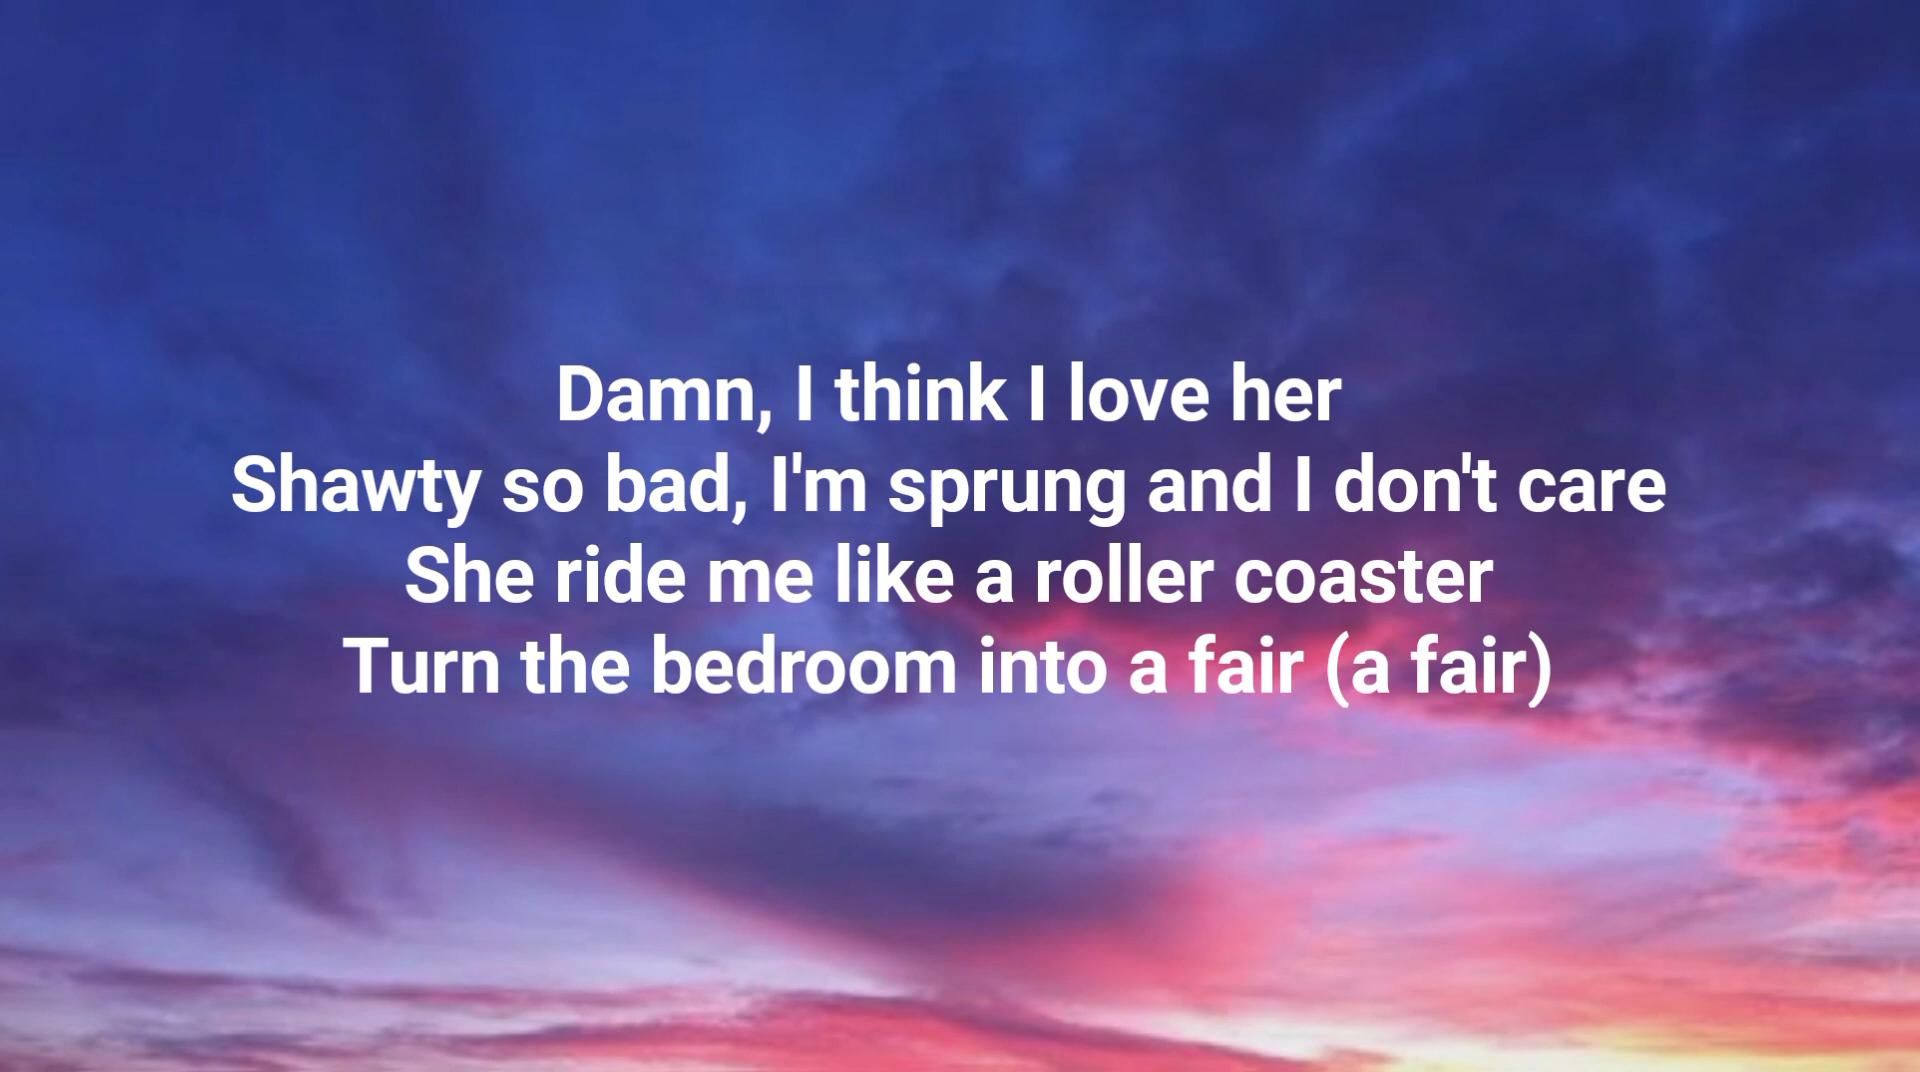 Damn, I think I love her
Shawty so bad, I'm sprung and I don't care
She ride me like a roller coaster
Turn the bedroom into a fair (a fair)